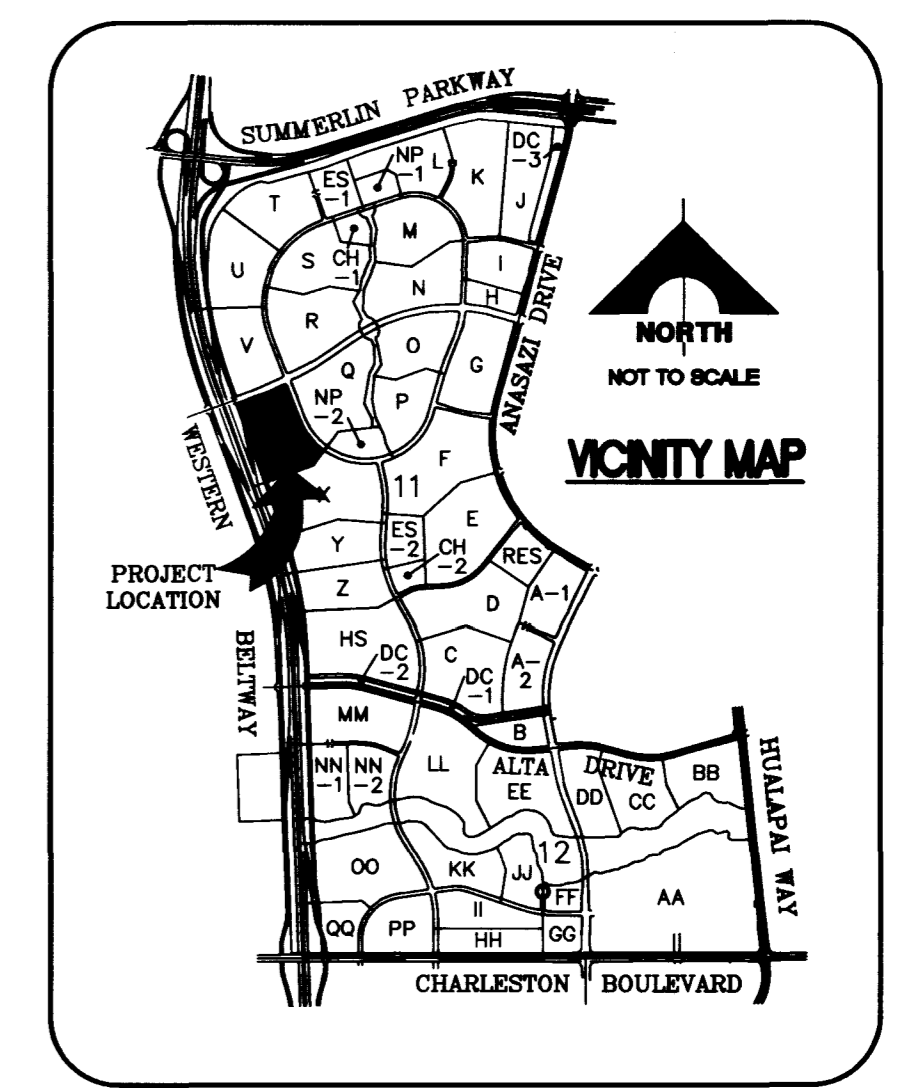 SUMMERLIN PARKWAY
DC
-3
NP
-1
L
ES
-1
K
T
J
CH
-1
M
S
I
U
N
H
ANASAZI DRIVE
R
O
V
G
Q
NP
-2
P
NORTH
NOT TO SCALE
VICINITY MAP
WESTERN
F
11
X
E
ES
-2
CH
-2
Y
RES
PROJECT
LOCATION
Z
A-1
D
HS
DC
-2
C
DC
-1
A-
2
BELTWAY
MM
B
NN
-1
NN
-2
LL
ALTA DRIVE
EE
DD
CC
BB
HUALAPAI WAY
12
OO
KK
JJ
FF
AA
II
QQ
PP
HH
GG
CHARLESTON BOULEVARD